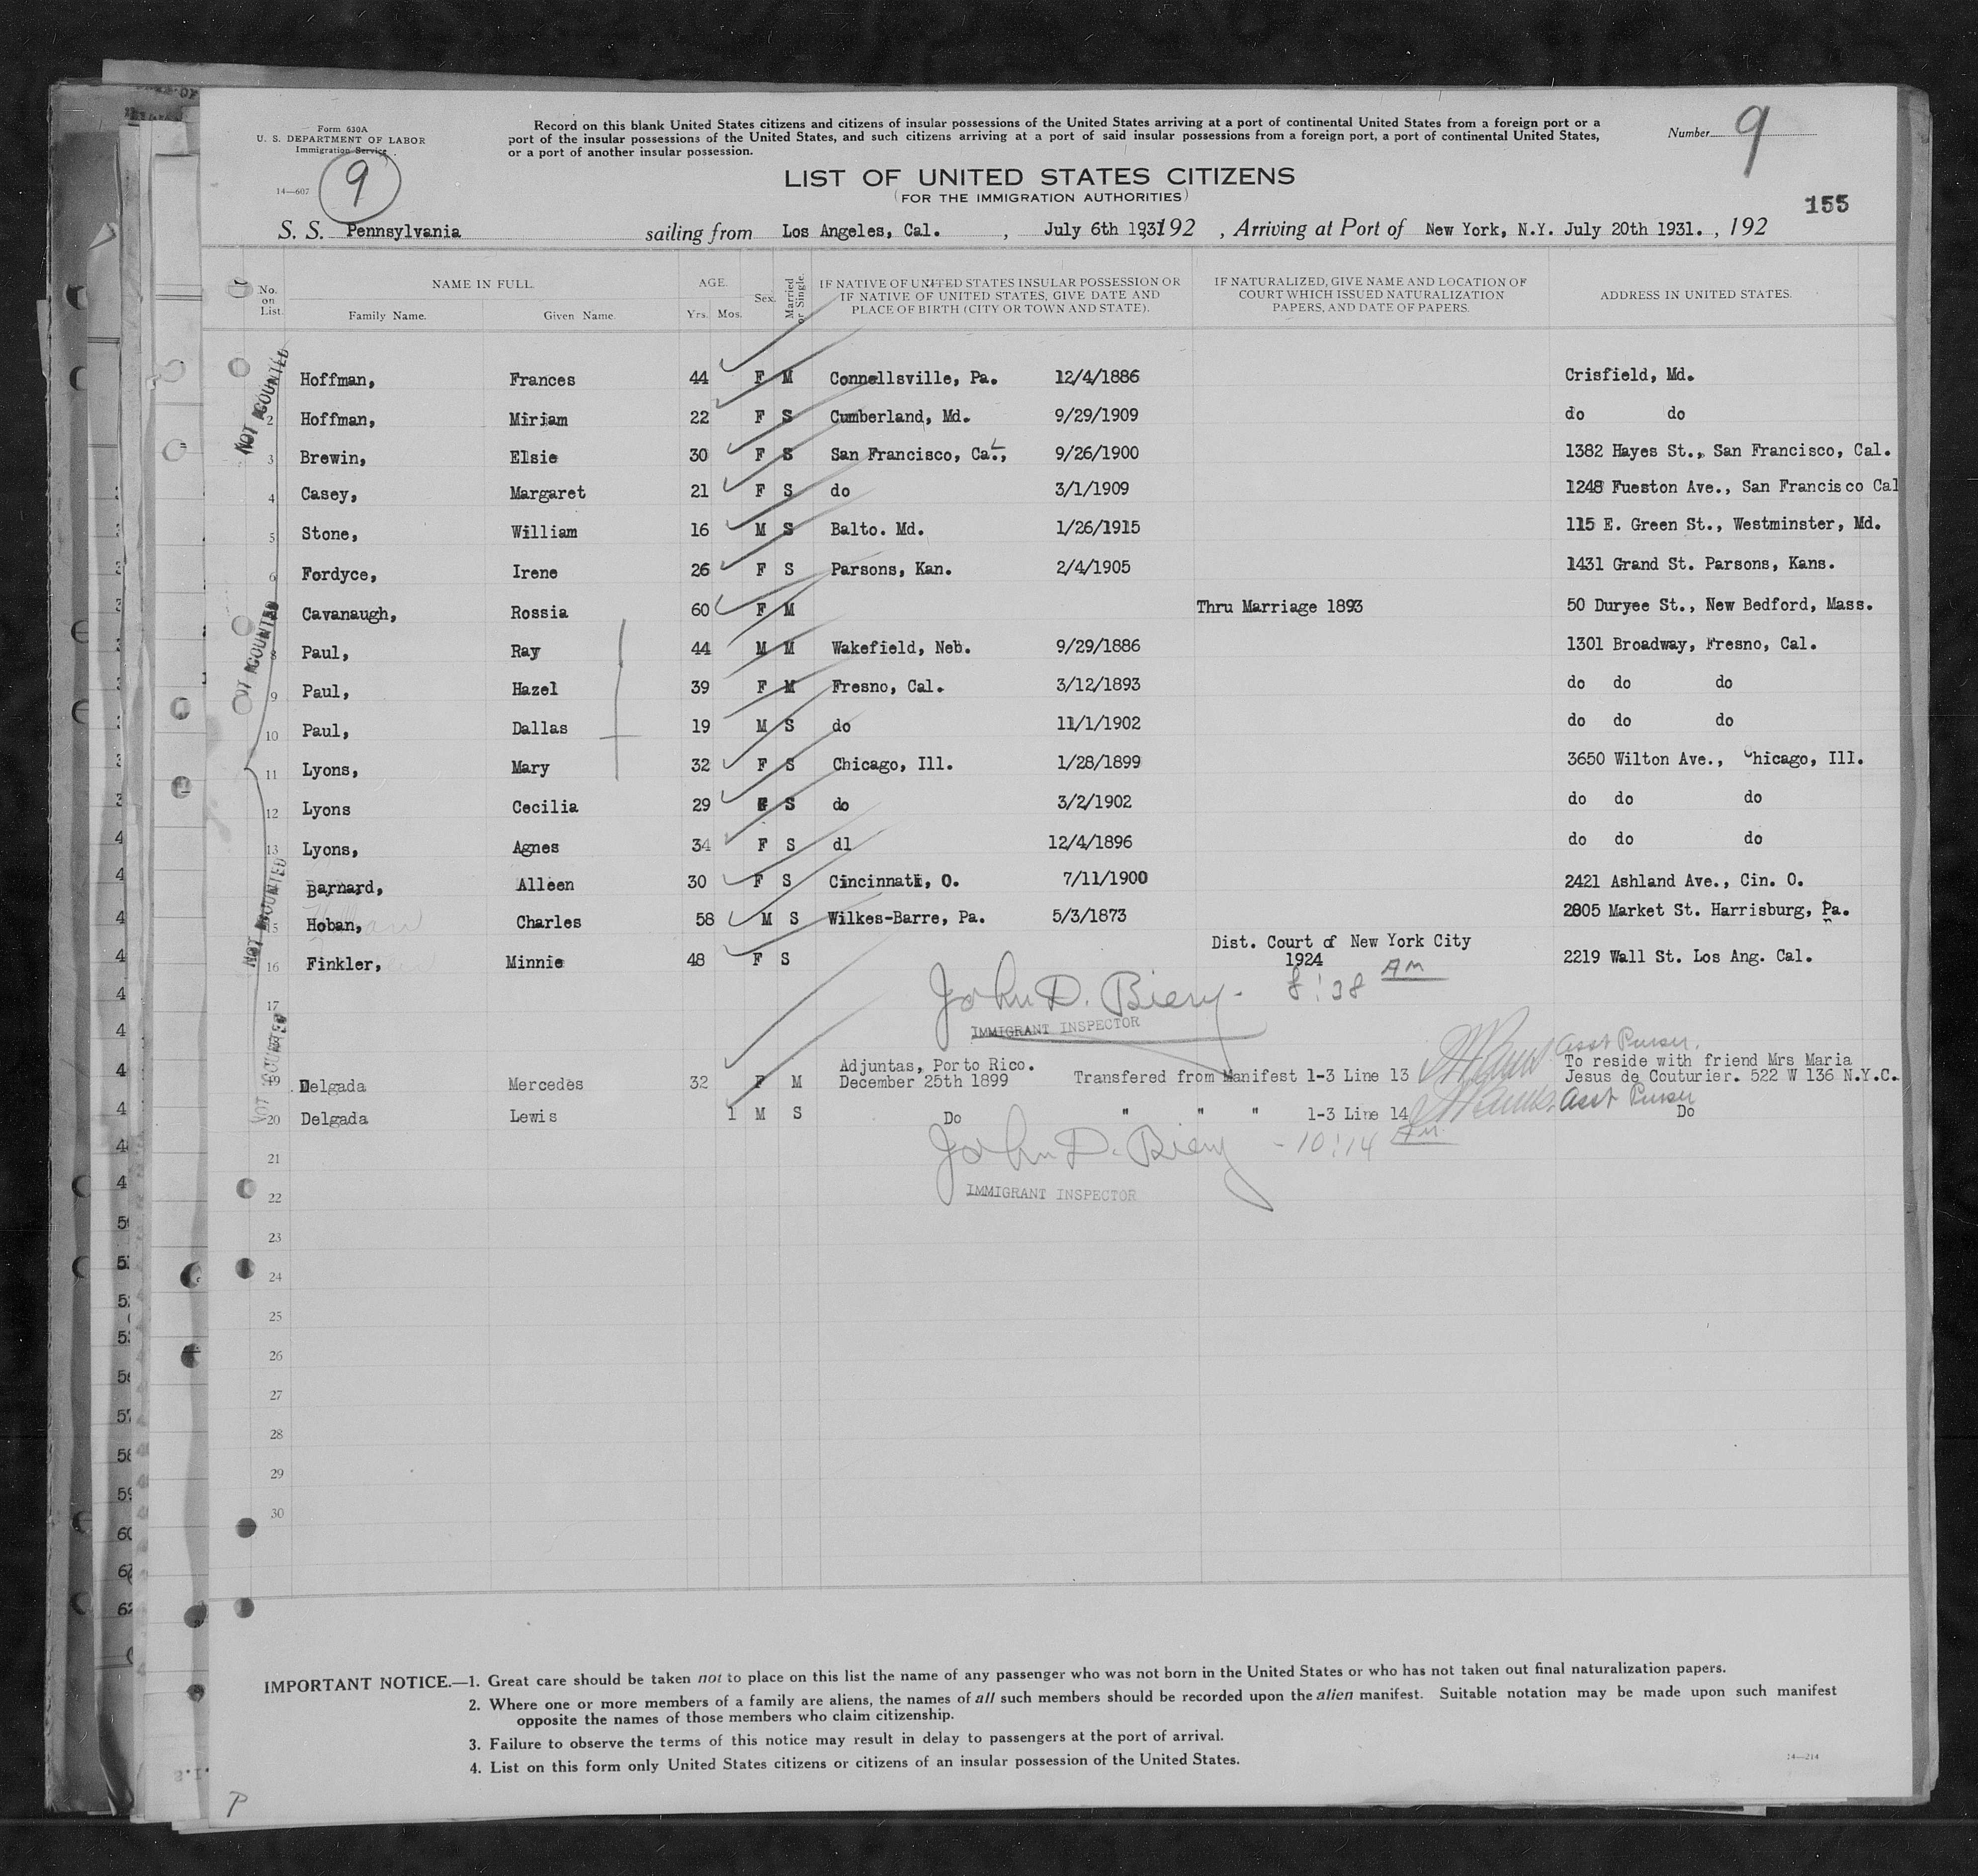 Form 630A
U. S. DEPARTMENT OF LABOR
Immigration Service
14—607
9
Record on this blank United States citizens and citizens of insular possessions of the United States arriving at a port of continental United States from a foreign port or a
port of the insular possessions of the United States, and such citizens arriving at a port of said insular possessions from a foreign port, a port of continental United States,
or a port of another insular possession.
Number 9
LIST OF UNITED STATES CITIZENS
(FOR THE IMMIGRATION AUTHORITIES)
155
S. S. Pennsylvania sailing from Los Angeles, Cal. , July 6th 1931 192 , Arriving at Port of New York, N.Y. July 20th 1931. , 192
No. on List. NAME IN FULL. Family Name. Given Name. AGE. Yrs. Mos. Sex. Married or Single. IF NATIVE OF UNITED STATES INSULAR POSSESSION OR IF NATIVE OF UNITED STATES, GIVE DATE AND PLACE OF BIRTH (CITY OR TOWN AND STATE). IF NATURALIZED, GIVE NAME AND LOCATION OF COURT WHICH ISSUED NATURALIZATION PAPERS, AND DATE OF PAPERS. ADDRESS IN UNITED STATES.
NOT COUNTED
Hoffman, Frances 44 F M Connellsville, Pa. 12/4/1886 Crisfield, Md.
2 Hoffman, Miriam 22 F S Cumberland, Md. 9/29/1909 do do
3 Brewin, Elsie 30 F S San Francisco, Cal., 9/26/1900 1382 Hayes St., San Francisco, Cal.
4 Casey, Margaret 21 F S do 3/1/1909 1248 Fueston Ave., San Francisco Cal
5 Stone, William 16 M S Balto. Md. 1/26/1915 115 E. Green St., Westminster, Md.
6 Fordyce, Irene 26 F S Parsons, Kan. 2/4/1905 1431 Grand St. Parsons, Kans.
NOT COUNTED
Cavanaugh, Rossia 60 F M Thru Marriage 1893 50 Duryee St., New Bedford, Mass.
8 Paul, Ray 44 M M Wakefield, Neb. 9/29/1886 1301 Broadway, Fresno, Cal.
9 Paul, Hazel 39 F M Fresno, Cal. 3/12/1893 do do do
10 Paul, Dallas 19 M S do 11/1/1902 do do do
11 Lyons, Mary 32 F S Chicago, Ill. 1/28/1899 3650 Wilton Ave., Chicago, Ill.
12 Lyons Cecilia 29 F S do 3/2/1902 do do do
13 Lyons, Agnes 34 F S dl 12/4/1896 do do do
NOT COUNTED
Barnard, Alleen 30 F S Cincinnati, O. 7/11/1900 2421 Ashland Ave., Cin. O.
15 Hoban, Charles 58 M S Wilkes-Barre, Pa. 5/3/1873 2805 Market St. Harrisburg, Pa.
16 Finkler, Minnie 48 F S Dist. Court of New York City 1924 2219 Wall St. Los Ang. Cal.
17 John D. Biery - 8:38 AM
IMMIGRANT INSPECTOR
NOT COUNTED
Asst Purser.
19 Delgada Mercedes 32 F M Adjuntas, Porto Rico. December 25th 1899 Transfered from Manifest 1-3 Line 13 To reside with friend Mrs Maria Jesus de Couturier. 522 W 136 N.Y.C.
Asst Purser
20 Delgada Lewis 1 M S Do " " " 1-3 Line 14 Do
21 John D. Biery - 10:14 Am.
22 IMMIGRANT INSPECTOR
23
24
25
26
27
28
29
30
IMPORTANT NOTICE.—1. Great care should be taken not to place on this list the name of any passenger who was not born in the United States or who has not taken out final naturalization papers.
2. Where one or more members of a family are aliens, the names of all such members should be recorded upon the alien manifest. Suitable notation may be made upon such manifest
opposite the names of those members who claim citizenship.
3. Failure to observe the terms of this notice may result in delay to passengers at the port of arrival.
4. List on this form only United States citizens or citizens of an insular possession of the United States.
14—214
P